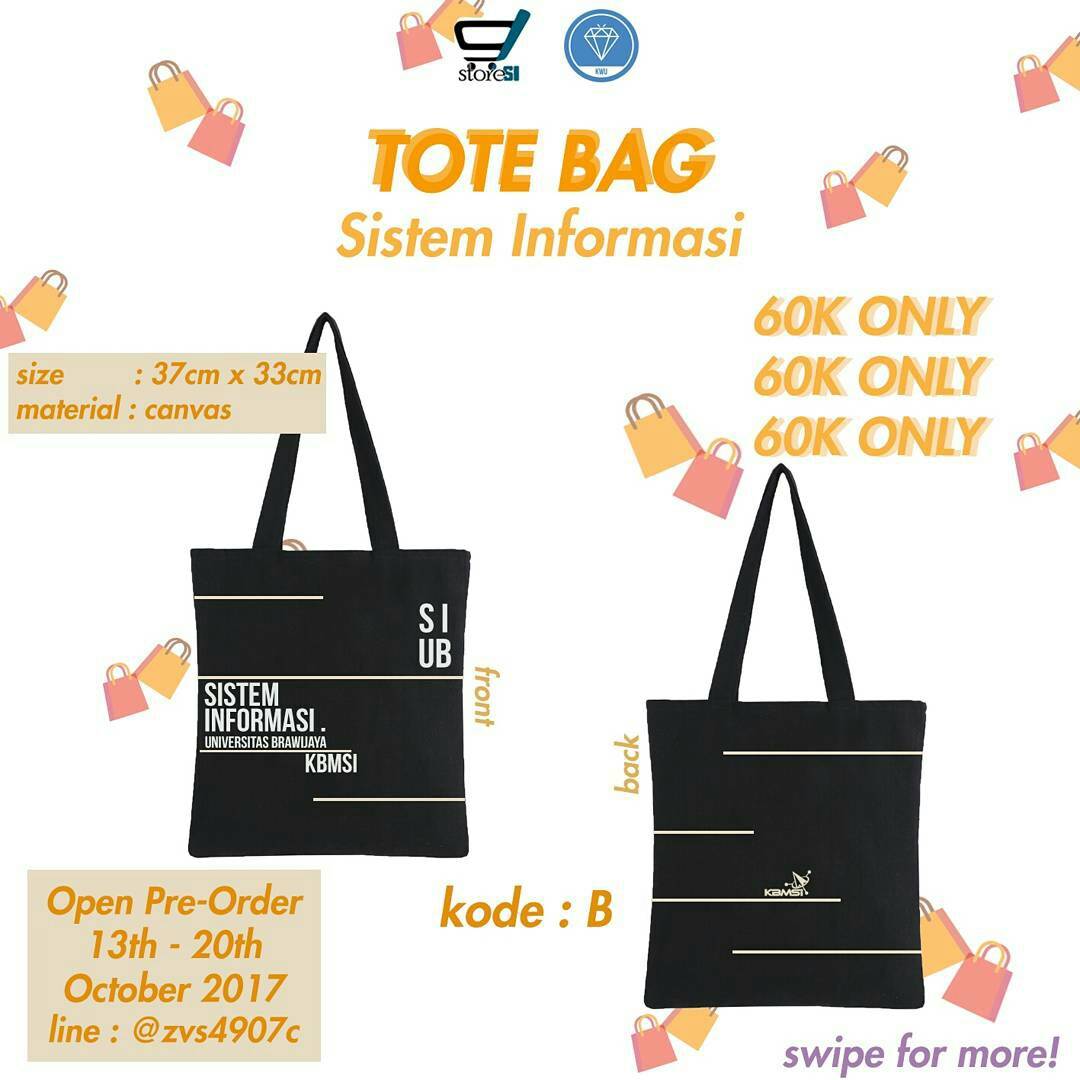 storeSI
KWU
TOTE BAG
Sistem Informasi
60K ONLY
60K ONLY
60K ONLY
size : 37cm x 33cm
material : canvas
S I
UB
SISTEM
INFORMASI .
UNIVERSITAS BRAWIJAYA
KBMSI
front
back
KBMSI
Open Pre-Order
13th - 20th
October 2017
line : @zvs4907c
kode : B
swipe for more!